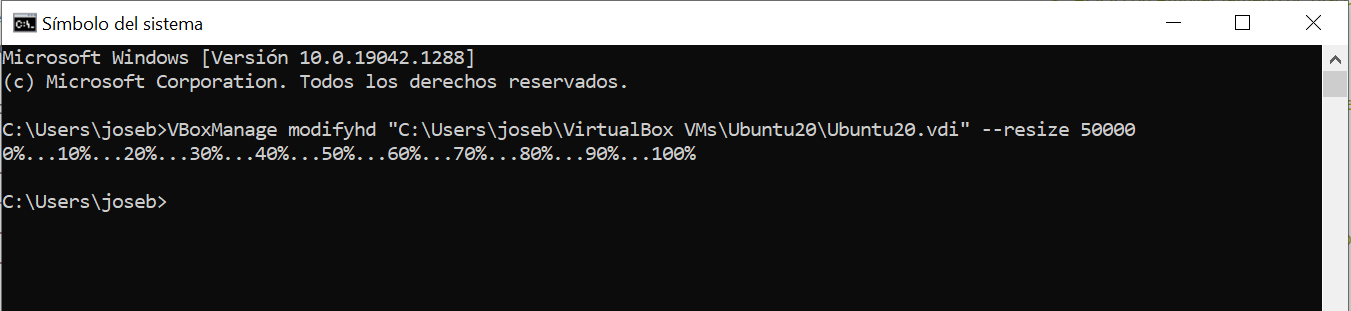 Símbolo del sistema
Microsoft Windows [Versión 10.0.19042.1288]
(c) Microsoft Corporation. Todos los derechos reservados.
C:\Users\joseb>VBoxManage modifyhd "C:\Users\joseb\VirtualBox VMs\Ubuntu20\Ubuntu20.vdi" --resize 50000
0%...10%...20%...30%...40%...50%...60%...70%...80%...90%...100%
C:\Users\joseb>